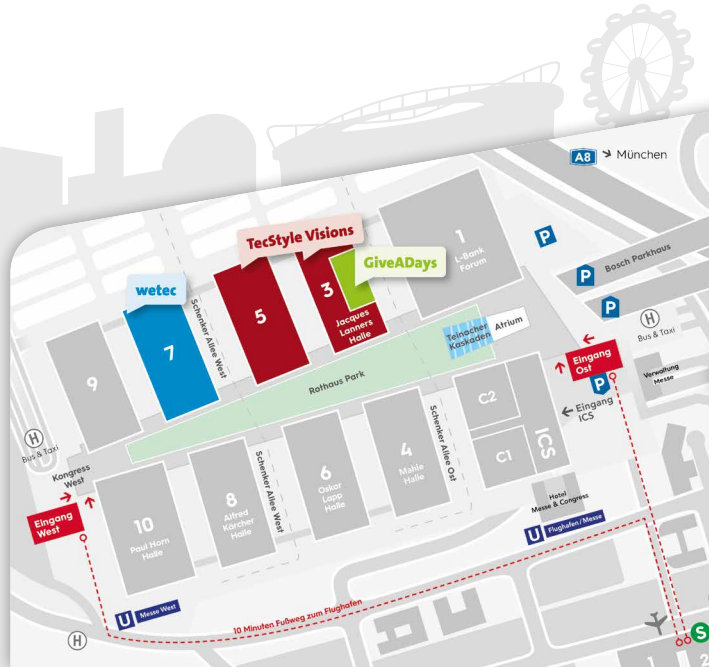 A8
München
TecStyle Visions
GiveADays
wetec
1
L-Bank
Forum
P
Bosch Parkhaus
P
P
3
Jacques
Lanners
Halle
5
7
9
Schenker Allee West
Teinacher
Kaskaden
Atrium
H
Bus & Taxi
Eingang
Ost
P
Verwaltung
Messe
Rothaus Park
Eingang
ICS
C2
C1
ICS
H
Bus & Taxi
Kongress
West
Eingang
West
10
Paul Horn
Halle
8
Alfred
Kärcher
Halle
Schenker Allee West
6
Oskar
Lapp
Halle
4
Mahle
Halle
Schenker Allee Ost
Hotel
Messe & Congress
U Flughafen/Messe
U Messe West
10 Minuten Fußweg zum Flughafen
H
S
1
2